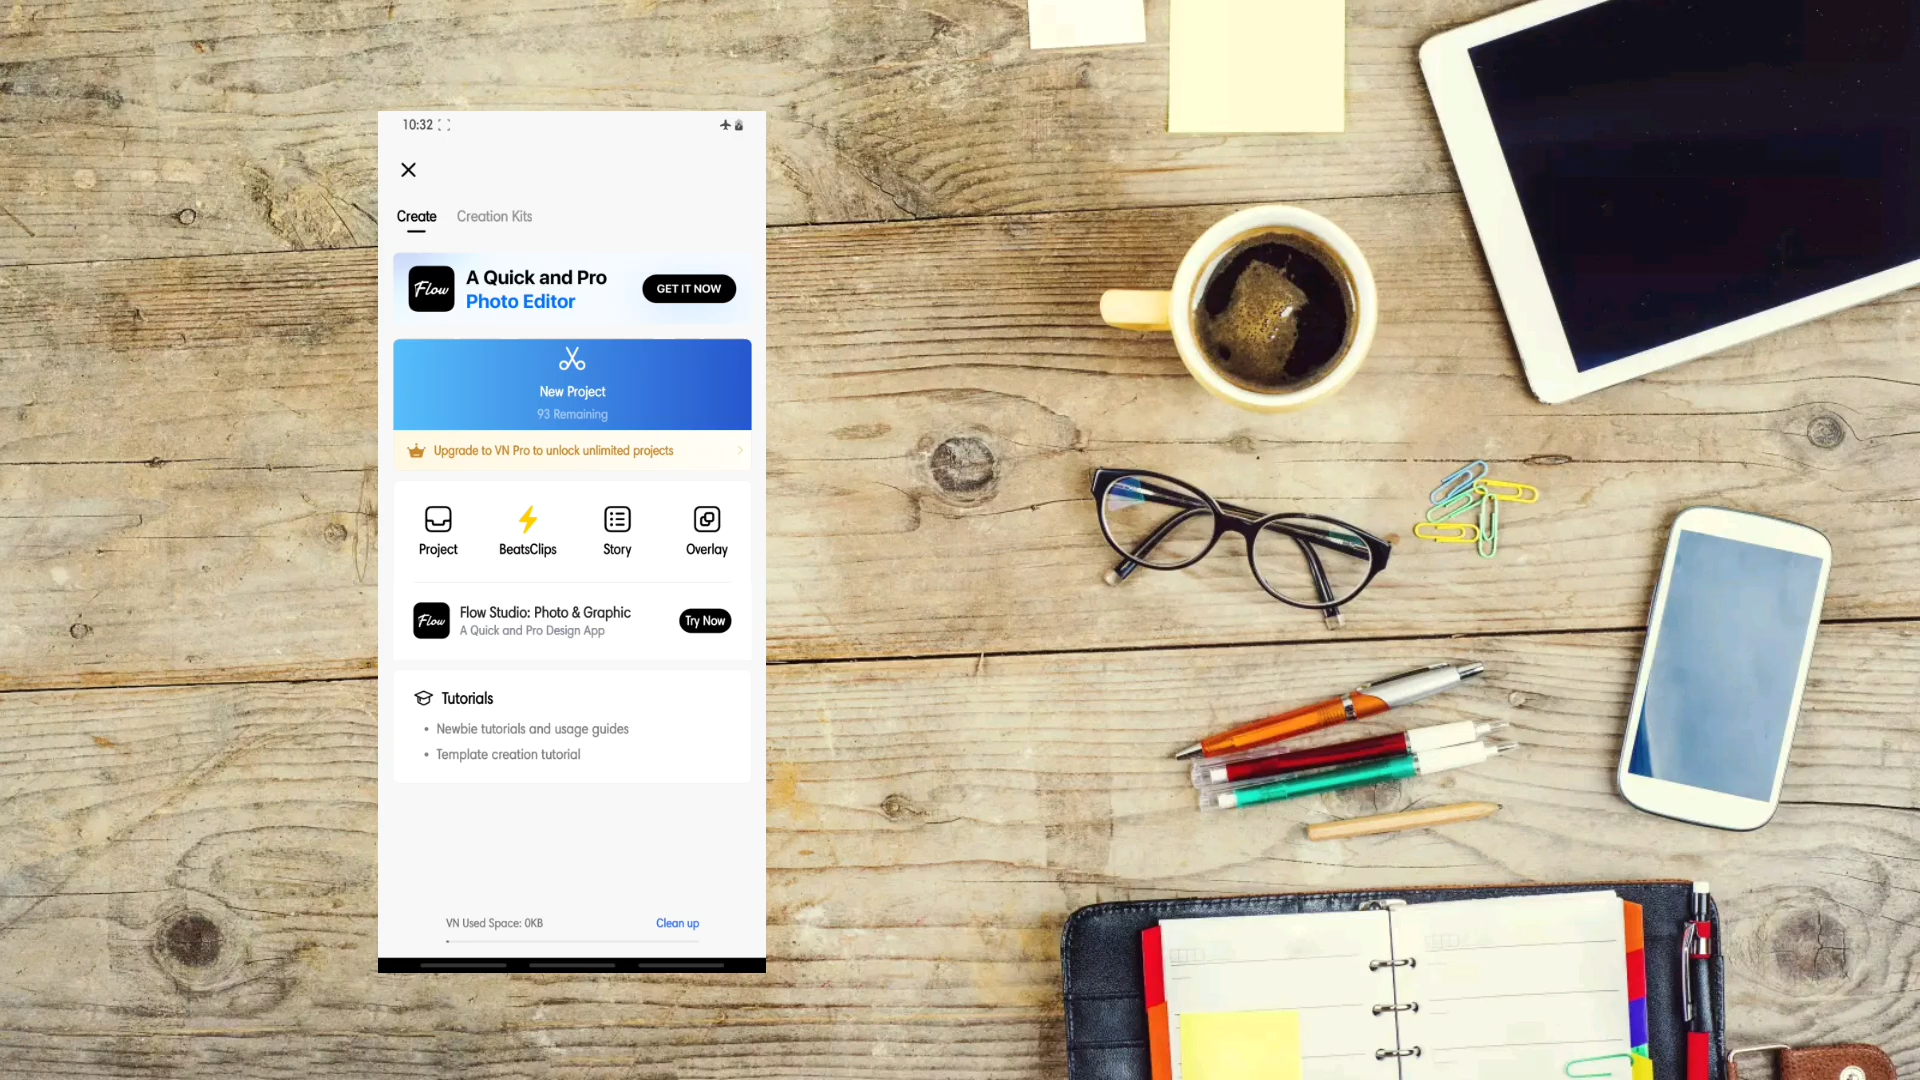 10:32
Create Creation Kits
Flow
A Quick and Pro
Photo Editor
GET IT NOW
New Project
93 Remaining
Upgrade to VN Pro to unlock unlimited projects
Project BeatsClips Story Overlay
Flow
Flow Studio: Photo & Graphic
A Quick and Pro Design App
Try Now
Tutorials
• Newbie tutorials and usage guides
• Template creation tutorial
VN Used Space: 0KB Clean up